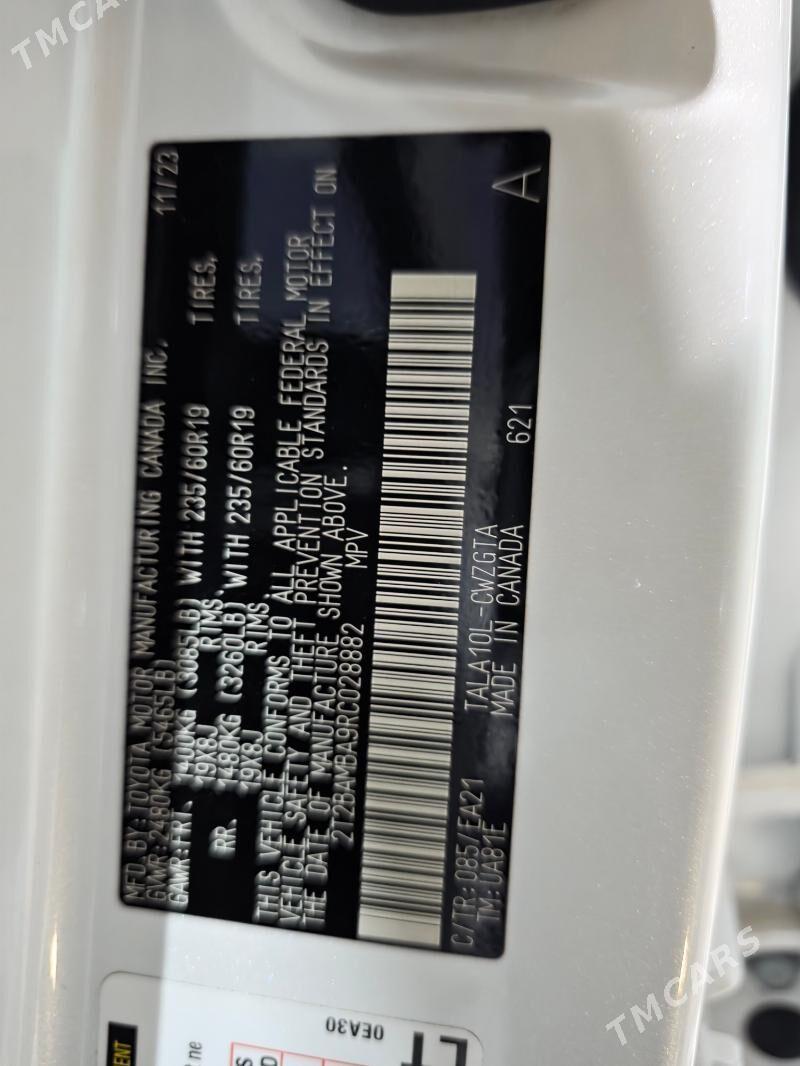 TMCARS
MFD. BY: TOYOTA MOTOR MANUFACTURING CANADA INC. 11/23
GVWR: 2480KG (5465LB)
GAWR: FRT. 1400KG (3085LB) WITH 235/60R19 TIRES,
19X8J RIMS,
RR. 1480KG (3260LB) WITH 235/60R19 TIRES,
19X8J RIMS
THIS VEHICLE CONFORMS TO ALL APPLICABLE FEDERAL MOTOR
VEHICLE SAFETY AND THEFT PREVENTION STANDARDS IN EFFECT ON
THE DATE OF MANUFACTURE SHOWN ABOVE.
2T2BAMBA9RC028882 MPV
C/TR: 085/EA21 TALA10L-CWZGTA
TM: UA81E MADE IN CANADA 621 A
0EA30
TMCARS